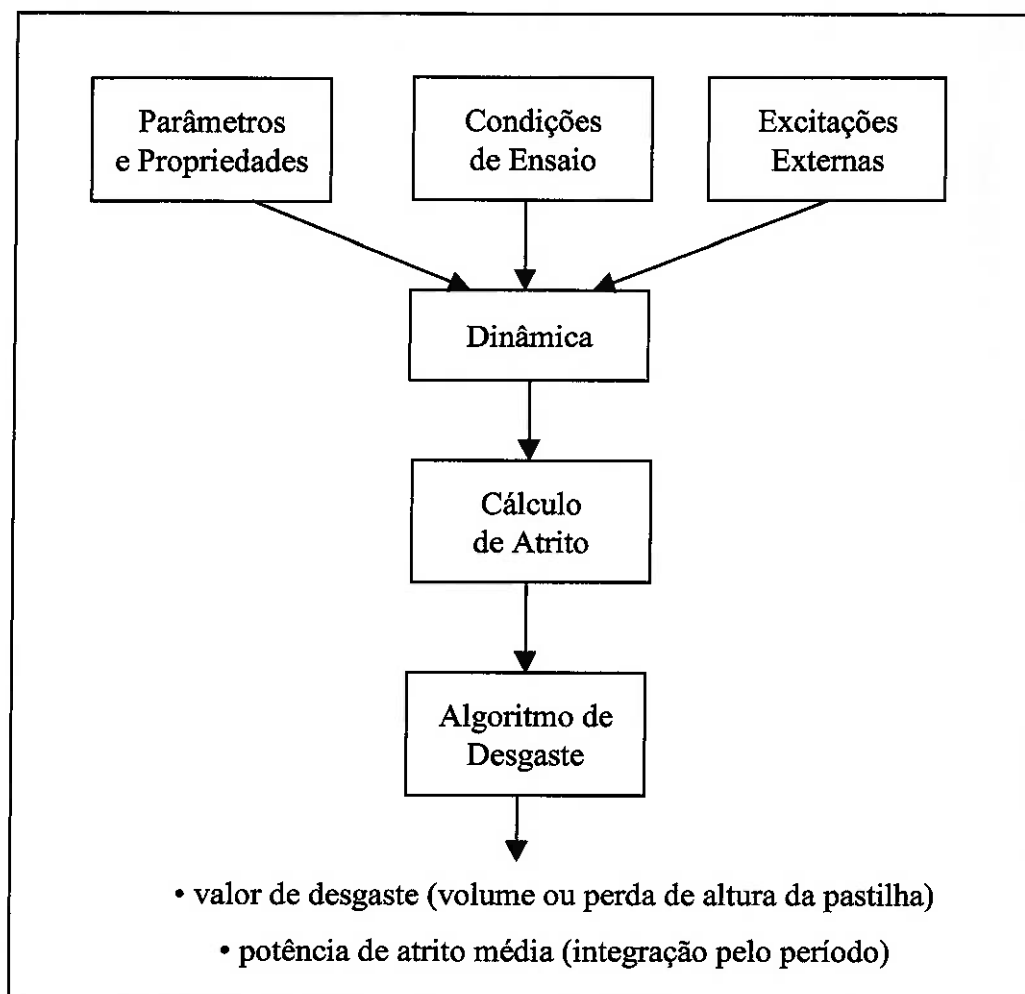 Parâmetros
e Propriedades
Condições
de Ensaio
Excitações
Externas
Dinâmica
Cálculo
de Atrito
Algoritmo de
Desgaste
• valor de desgaste (volume ou perda de altura da pastilha)
• potência de atrito média (integração pelo período)